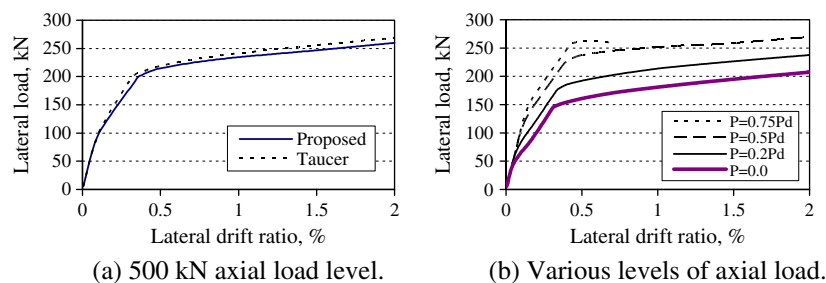 Lateral load, kN
300
250
200
150
100
50
0
Proposed
Taucer
0
0.5
1
1.5
2
Lateral drift ratio, %
(a) 500 kN axial load level.
Lateral load, kN
300
250
200
150
100
50
0
P=0.75Pd
P=0.5Pd
P=0.2Pd
P=0.0
0
0.5
1
1.5
2
Lateral drift ratio, %
(b) Various levels of axial load.